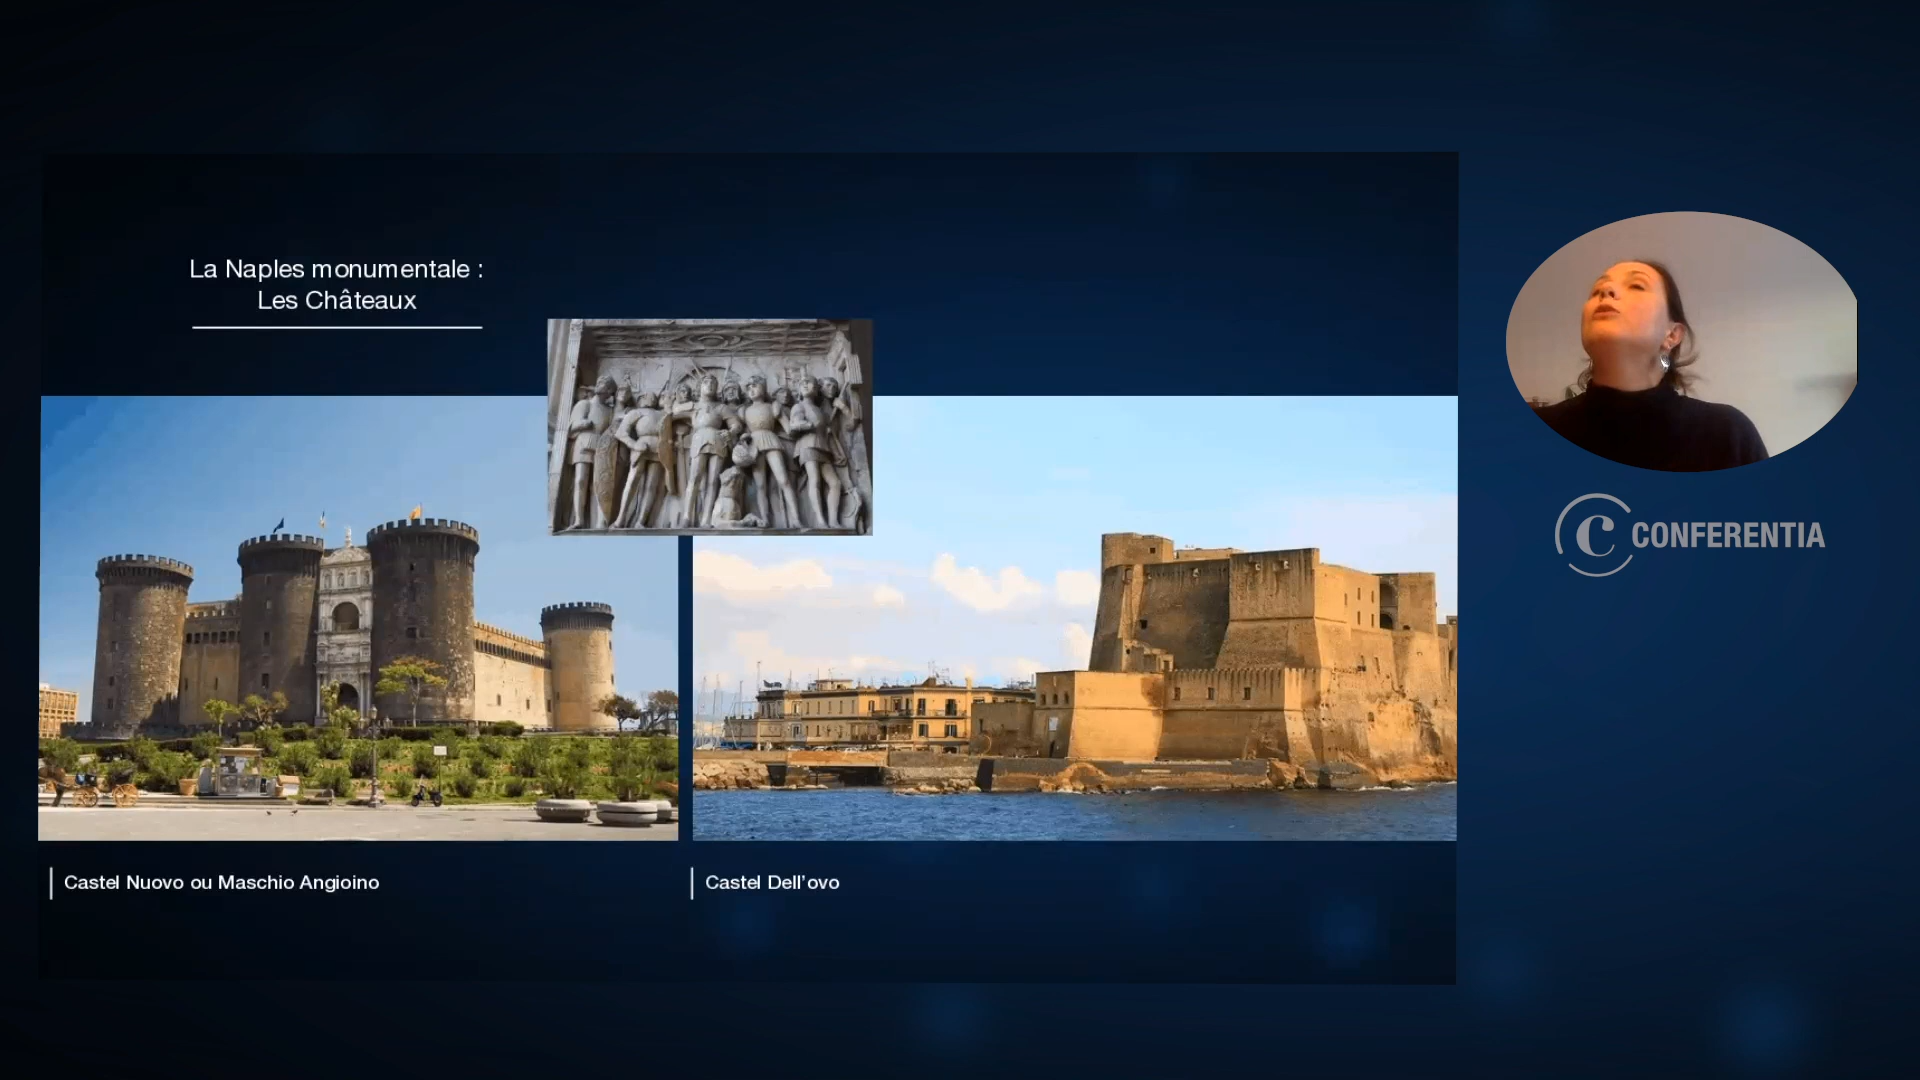 La Naples monumentale :
Les Châteaux
Castel Nuovo ou Maschio Angioino
Castel Dell'ovo
C CONFERENTIA